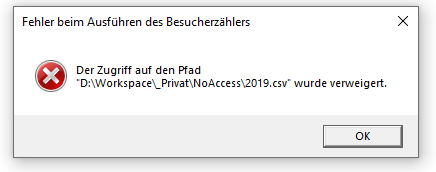 Fehler beim Ausführen des Besucherzählers
Der Zugriff auf den Pfad
"D:\Workspace\_Privat\NoAccess\2019.csv" wurde verweigert.
OK